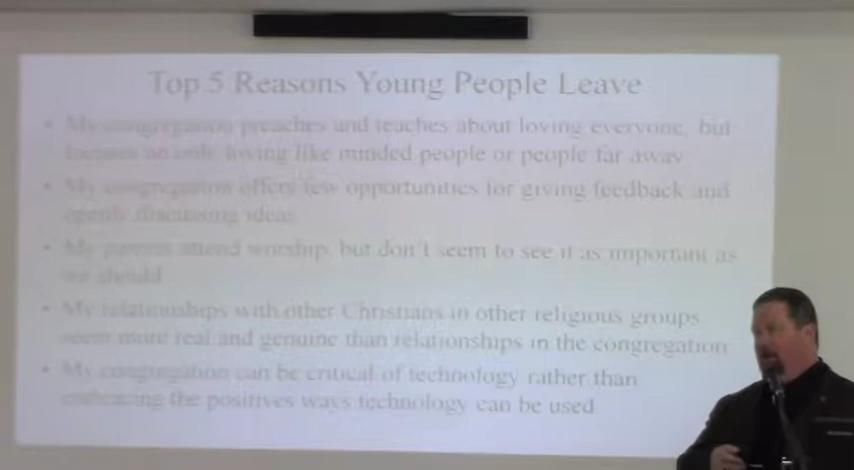 Top 5 Reasons Young People Leave
• My congregation preaches and teaches about loving everyone, but
focuses on only loving like minded people or people far away
• My congregation offers few opportunities for giving feedback and
openly discussing ideas
• My parents attend worship, but don't seem to see it as important as
we should
• My relationships with other Christians in other religious groups
seem more real and genuine than relationships in the congregation
• My congregation can be critical of technology rather than
embracing the positives ways technology can be used